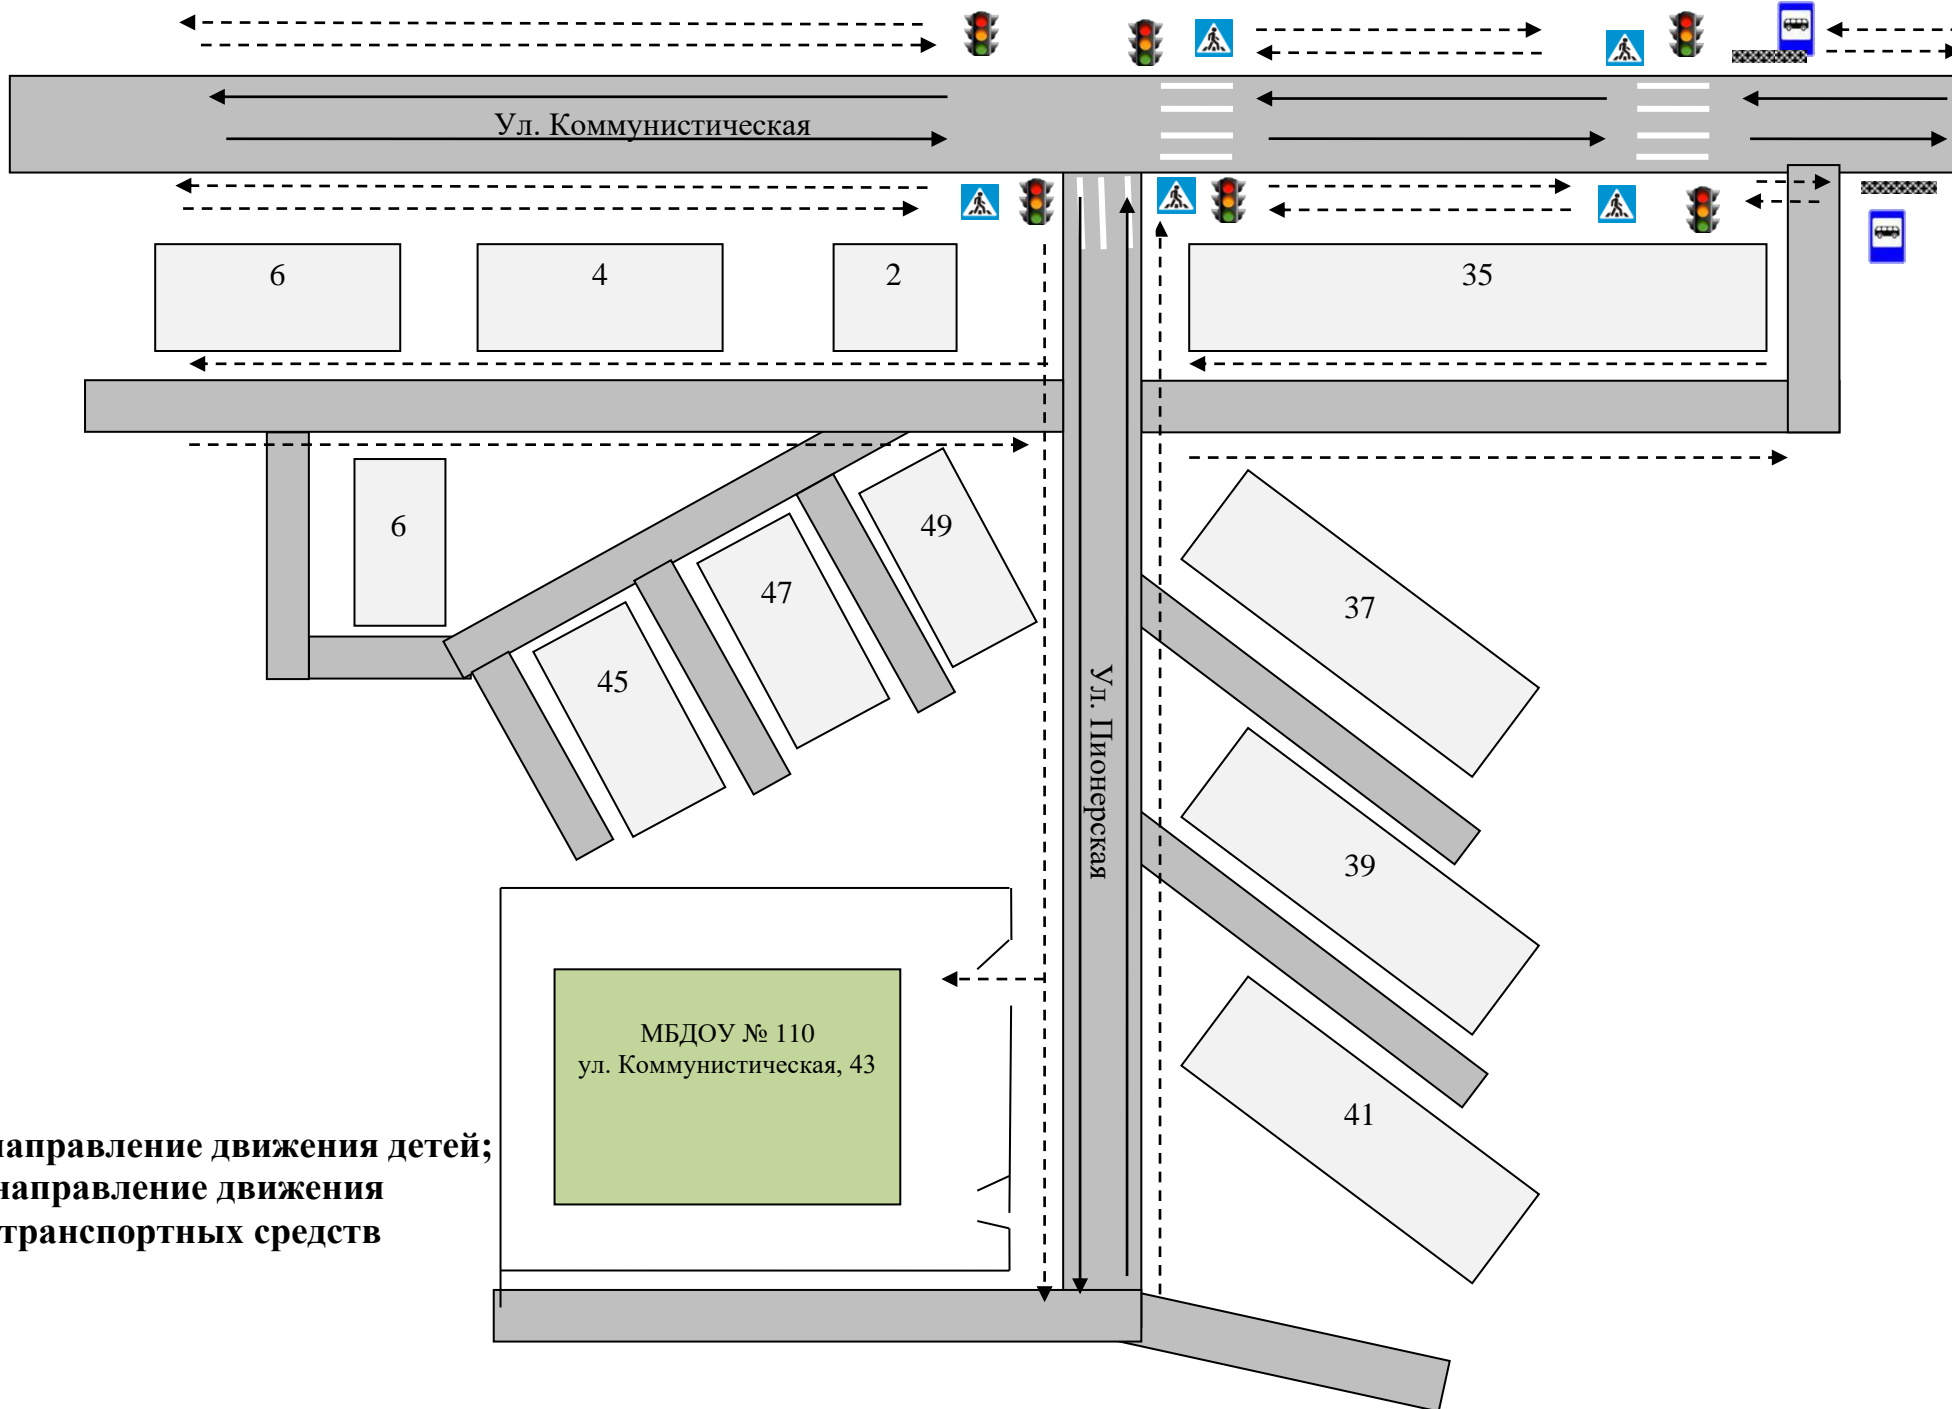 Ул. Коммунистическая
6
4
2
35
6
49
47
45
37
Ул. Пионерская
39
41
МБДОУ № 110
ул. Коммунистическая, 43
направление движения детей;
направление движения
транспортных средств